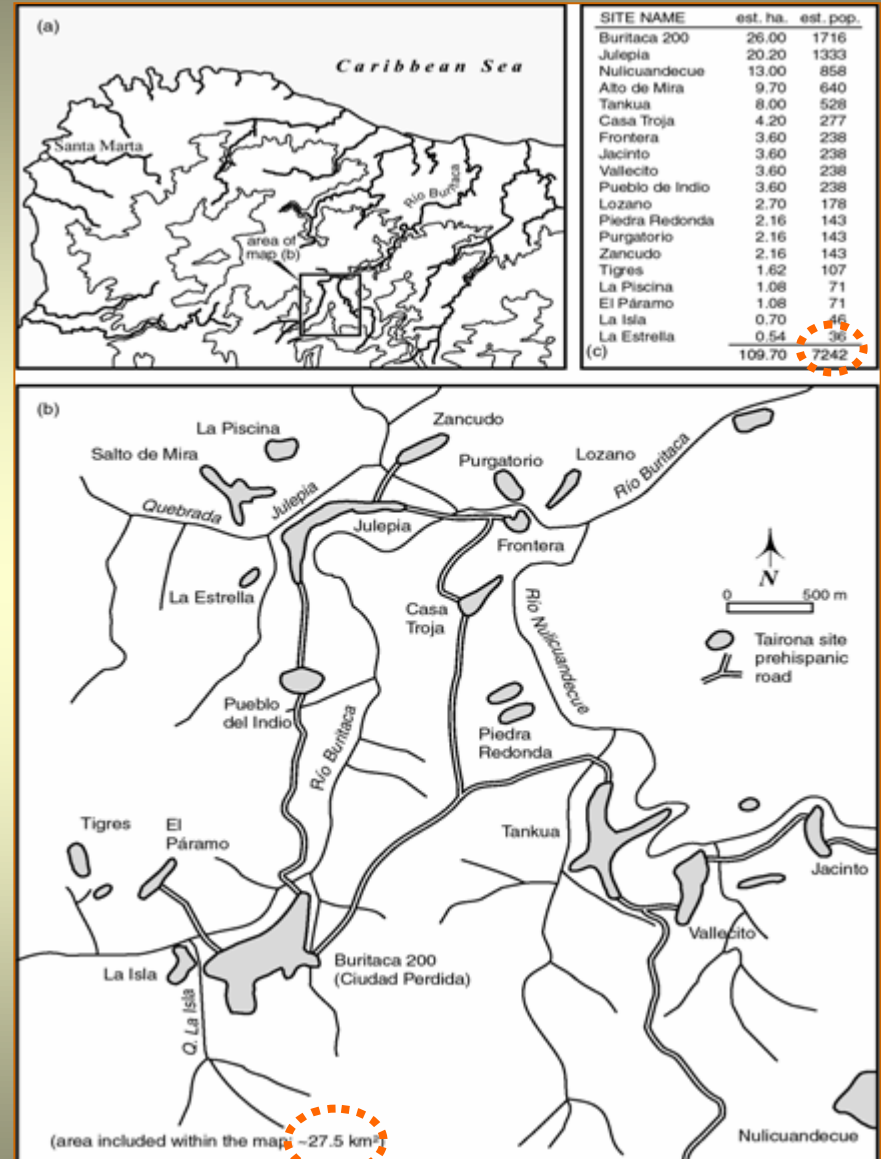 (a)
Caribbean Sea
Santa Marta
Río Buritaca
area of
map (b)
SITE NAME est. ha. est. pop.
Buritaca 200 26.00 1716
Julepia 20.20 1333
Nulicuandecue 13.00 858
Alto de Mira 9.70 640
Tankua 8.00 528
Casa Troja 4.20 277
Frontera 3.60 238
Jacinto 3.60 238
Vallecito 3.60 238
Pueblo de Indio 3.60 238
Lozano 2.70 178
Piedra Redonda 2.16 143
Purgatorio 2.16 143
Zancudo 2.16 143
Tigres 1.62 107
La Piscina 1.08 71
El Páramo 1.08 71
La Isla 0.70 46
La Estrella 0.54 36
(c) 109.70 7242
(b)
La Piscina
Zancudo
Salto de Mira
Purgatorio
Lozano
Río Buritaca
Quebrada Julepia
Julepia
Frontera
N
0 500 m
La Estrella
Casa
Troja
Río Nulicuandecue
Tairona site
prehispanic
road
Pueblo
del Indio
Río Buritaca
Piedra
Redonda
Tigres
El
Páramo
Tankua
Jacinto
Vallecito
La Isla
Buritaca 200
(Ciudad Perdida)
Q. La Isla
(area included within the map: ~27.5 km²)
Nulicuandecue